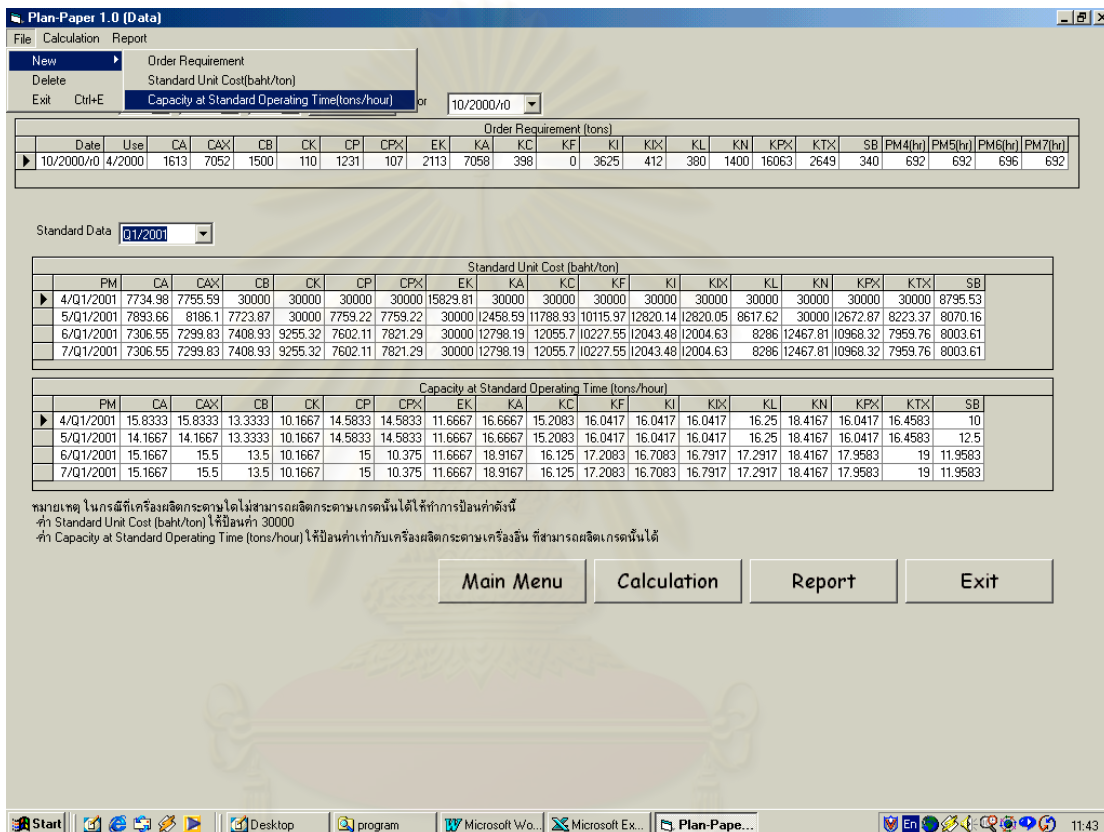 Plan-Paper 1.0 (Data)
File Calculation Report
New
Delete
Exit Ctrl+E
Order Requirement
Standard Unit Cost(baht/ton)
Capacity at Standard Operating Time(tons/hour)
or 10/2000/r0
Order Requirement (tons)
Date Use CA CAX CB CK CP CPX EK KA KC KF KI KIX KL KN KPX KTX SB PM4(hr) PM5(hr) PM6(hr) PM7(hr)
10/2000/r0 4/2000 1613 7052 1500 110 1231 107 2113 7058 398 0 3625 412 380 1400 16063 2649 340 692 692 696 692
Standard Data Q1/2001
Standard Unit Cost (baht/ton)
PM CA CAX CB CK CP CPX EK KA KC KF KI KIX KL KN KPX KTX SB
4/Q1/2001 7734.98 7755.59 30000 30000 30000 30000 15829.81 30000 30000 30000 30000 30000 30000 30000 30000 30000 8795.53
5/Q1/2001 7893.66 8186.1 7723.87 30000 7759.22 7759.22 30000 12458.59 11788.93 10115.97 12820.14 12820.05 8617.62 30000 12672.87 8223.37 8070.16
6/Q1/2001 7306.55 7299.83 7408.93 9255.32 7602.11 7821.29 30000 12798.19 12055.7 10227.55 12043.48 12004.63 8286 12467.81 10968.32 7959.76 8003.61
7/Q1/2001 7306.55 7299.83 7408.93 9255.32 7602.11 7821.29 30000 12798.19 12055.7 10227.55 12043.48 12004.63 8286 12467.81 10968.32 7959.76 8003.61
Capacity at Standard Operating Time (tons/hour)
PM CA CAX CB CK CP CPX EK KA KC KF KI KIX KL KN KPX KTX SB
4/Q1/2001 15.8333 15.8333 13.3333 10.1667 14.5833 14.5833 11.6667 16.6667 15.2083 16.0417 16.0417 16.0417 16.25 18.4167 16.0417 16.4583 10
5/Q1/2001 14.1667 14.1667 13.3333 10.1667 14.5833 14.5833 11.6667 16.6667 15.2083 16.0417 16.0417 16.0417 16.25 18.4167 16.0417 16.4583 12.5
6/Q1/2001 15.1667 15.5 13.5 10.1667 15 10.375 11.6667 18.9167 16.125 17.2083 16.7083 16.7917 17.2917 18.4167 17.9583 19 11.9583
7/Q1/2001 15.1667 15.5 13.5 10.1667 15 10.375 11.6667 18.9167 16.125 17.2083 16.7083 16.7917 17.2917 18.4167 17.9583 19 11.9583
หมายเหตุ ในกรณีที่เครื่องผลิตกระดาษใดไม่สามารถผลิตกระดาษเกรดนั้นได้ให้ทำการป้อนค่าดังนี้
-ค่า Standard Unit Cost (baht/ton) ให้ป้อนค่า 30000
-ค่า Capacity at Standard Operating Time (tons/hour) ให้ป้อนค่าเท่ากับเครื่องผลิตกระดาษเครื่องอื่น ที่สามารถผลิตเกรดนั้นได้
Main Menu Calculation Report Exit
Start Desktop program Microsoft Wo... Microsoft Ex... Plan-Pape... En 11:43